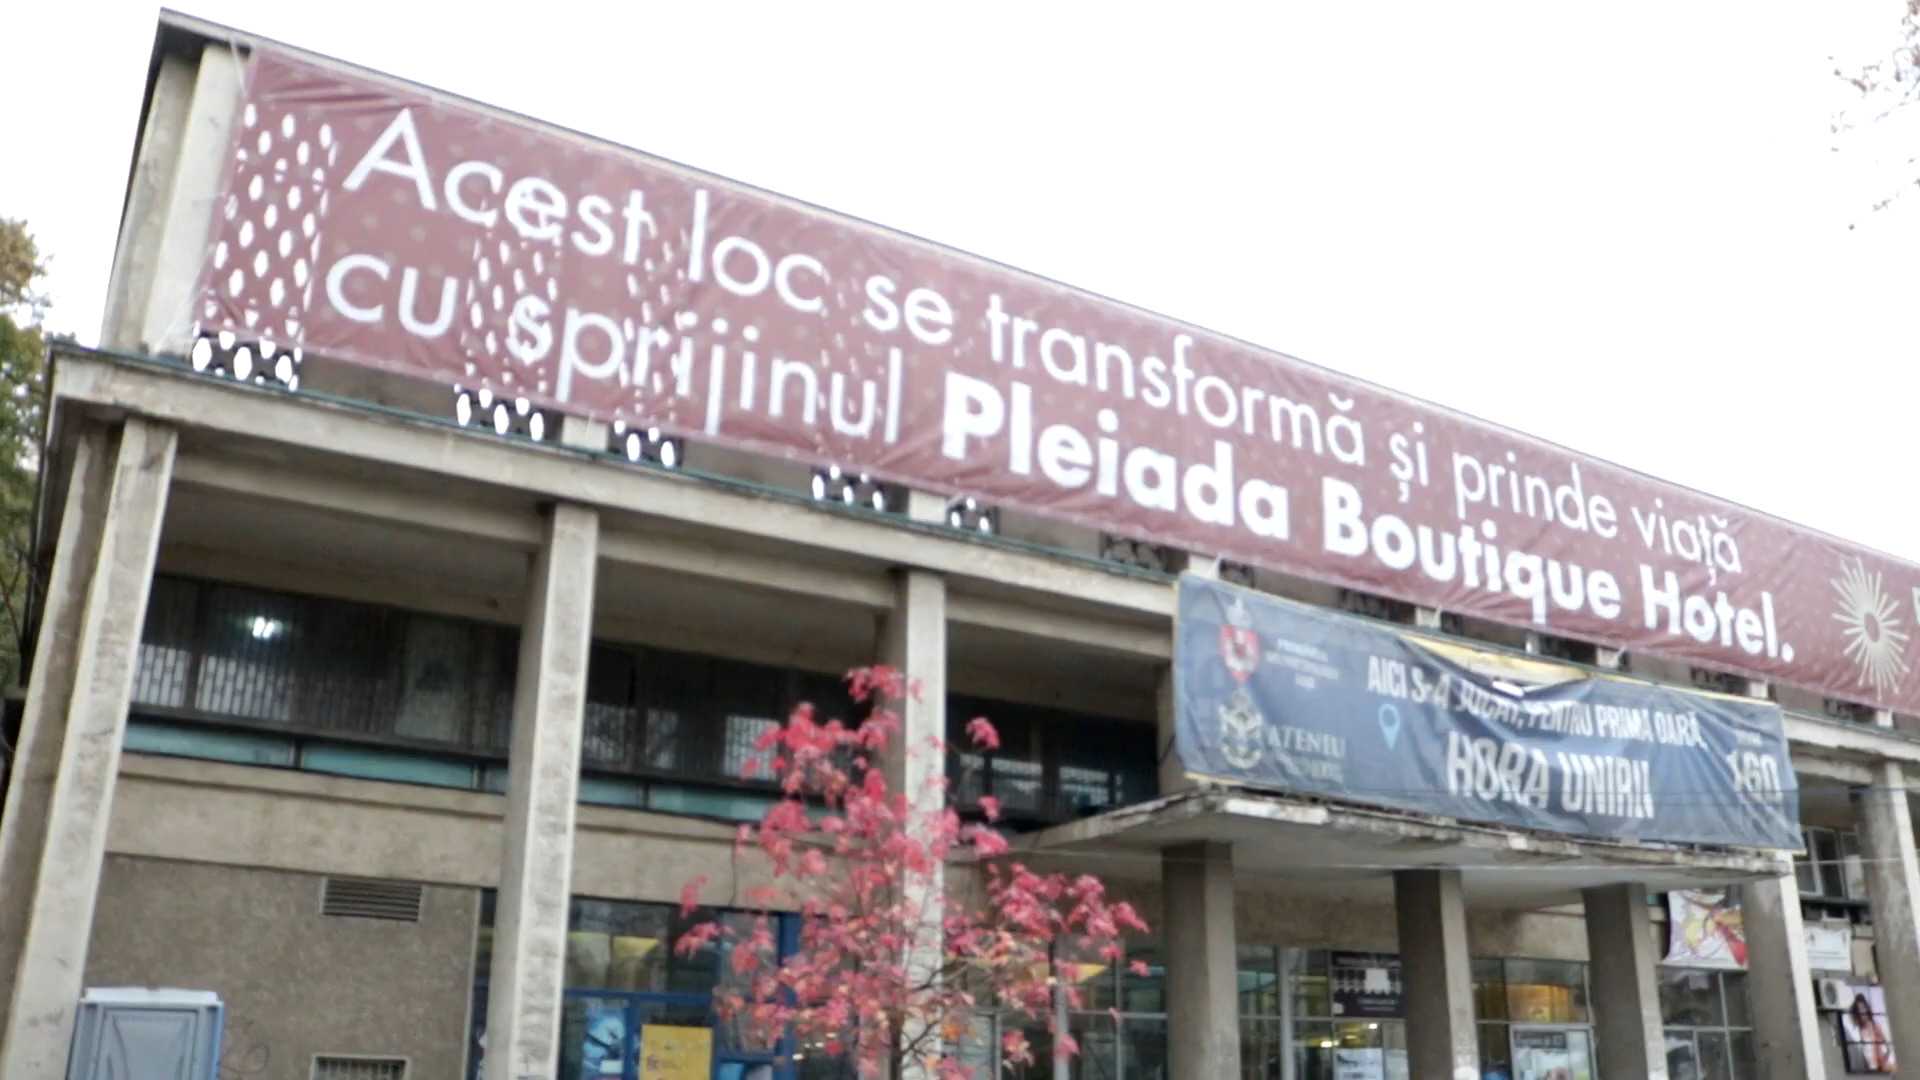 Acest loc se transformă și prinde viață
cu sprijinul Pleiada Boutique Hotel.
AICI S-A JUCAT, PENTRU PRIMA OARĂ,
HORA UNIRII
160
ATENEU